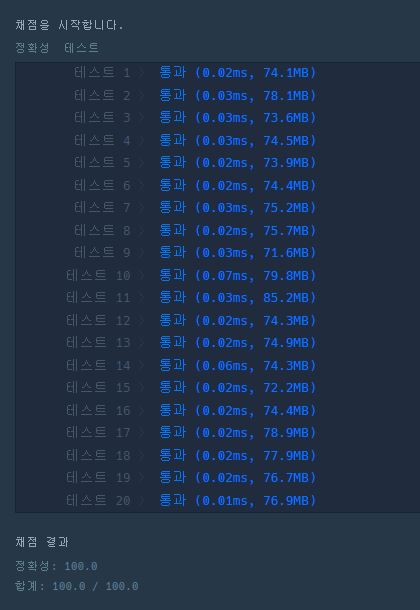 채점을 시작합니다.
정확성 테스트
테스트 1 〉 통과 (0.02ms, 74.1MB)
테스트 2 〉 통과 (0.03ms, 78.1MB)
테스트 3 〉 통과 (0.03ms, 73.6MB)
테스트 4 〉 통과 (0.03ms, 74.5MB)
테스트 5 〉 통과 (0.02ms, 73.9MB)
테스트 6 〉 통과 (0.02ms, 74.4MB)
테스트 7 〉 통과 (0.03ms, 75.2MB)
테스트 8 〉 통과 (0.02ms, 75.7MB)
테스트 9 〉 통과 (0.03ms, 71.6MB)
테스트 10 〉 통과 (0.07ms, 79.8MB)
테스트 11 〉 통과 (0.03ms, 85.2MB)
테스트 12 〉 통과 (0.02ms, 74.3MB)
테스트 13 〉 통과 (0.02ms, 74.9MB)
테스트 14 〉 통과 (0.06ms, 74.3MB)
테스트 15 〉 통과 (0.02ms, 72.2MB)
테스트 16 〉 통과 (0.02ms, 74.4MB)
테스트 17 〉 통과 (0.02ms, 78.9MB)
테스트 18 〉 통과 (0.02ms, 77.9MB)
테스트 19 〉 통과 (0.02ms, 76.7MB)
테스트 20 〉 통과 (0.01ms, 76.9MB)
채점 결과
정확성: 100.0
합계: 100.0 / 100.0